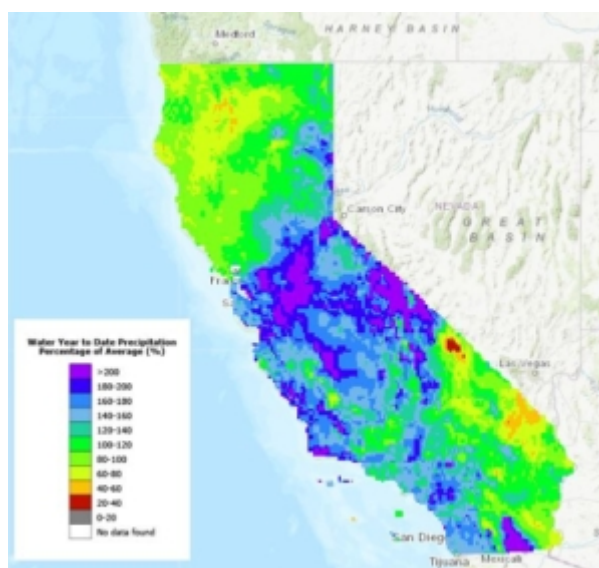 HARNEY BASIN
Medford
Carson City
NEVADA
GREAT
BASIN
Las Vegas
San Diego
Tijuana
Mexicali
Water Year to Date Precipitation
Percentage of Average (%)
>200
180-200
160-180
140-160
120-140
100-120
80-100
60-80
40-60
20-40
0-20
No data found